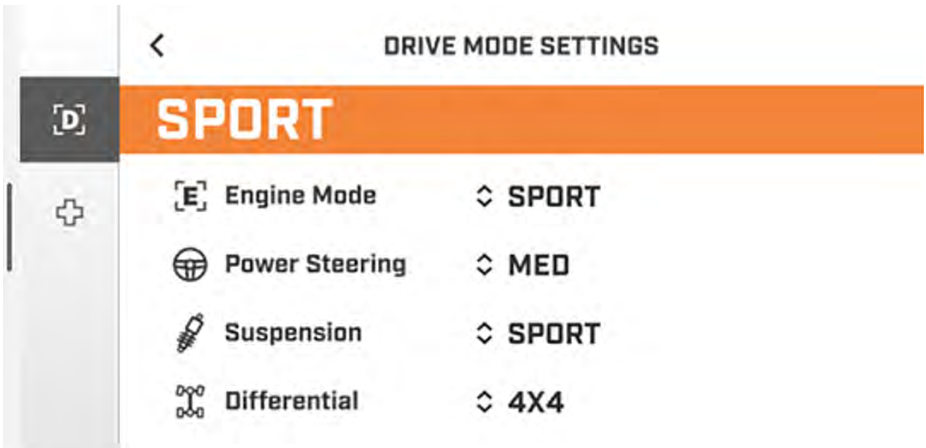 DRIVE MODE SETTINGS
[D]
SPORT
[E] Engine Mode SPORT
Power Steering MED
Suspension SPORT
Differential 4X4